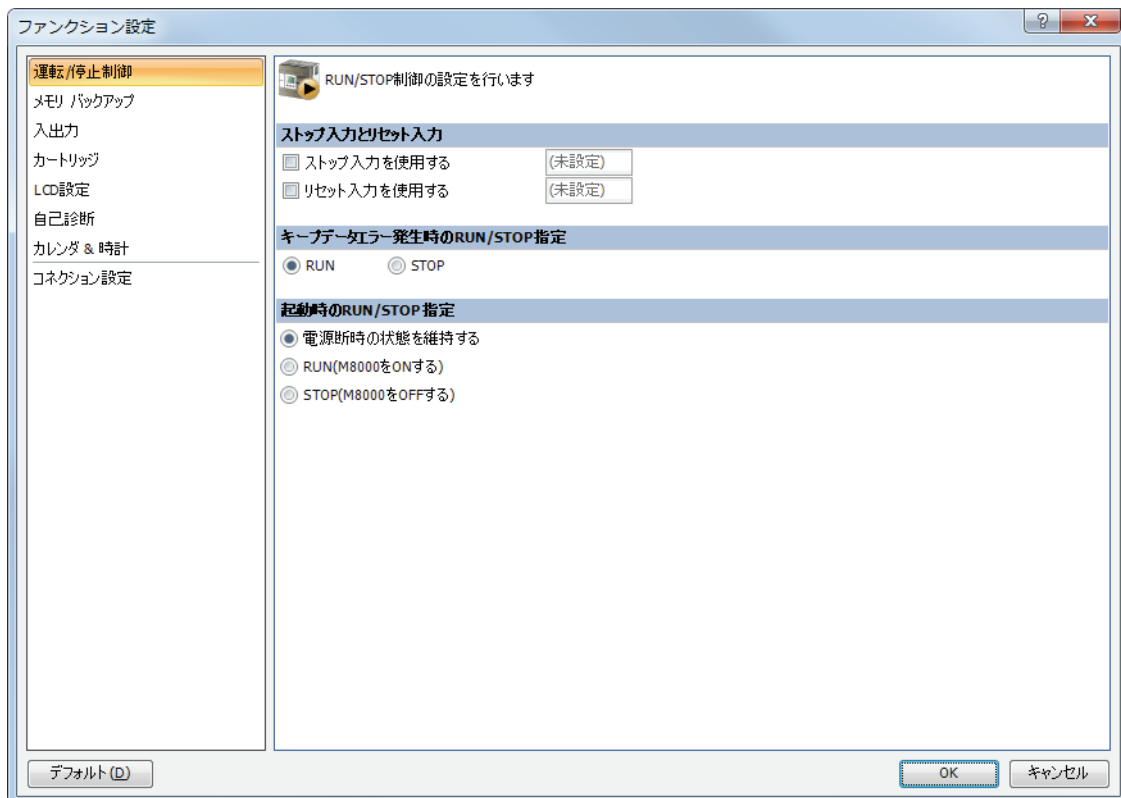 ファンクション設定
運転/停止制御
メモリ バックアップ
入出力
カートリッジ
LCD設定
自己診断
カレンダ & 時計
コネクション設定
RUN/STOP制御の設定を行います
ストップ入力とリセット入力
ストップ入力を使用する (未設定)
リセット入力を使用する (未設定)
キープデータエラー発生時のRUN/STOP指定
RUN STOP
起動時のRUN/STOP指定
電源断時の状態を維持する
RUN(M8000をONする)
STOP(M8000をOFFする)
デフォルト(D) OK キャンセル